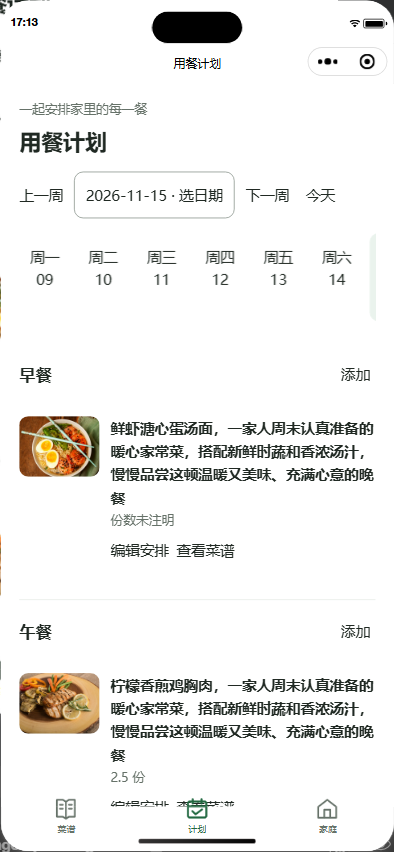 17:13
用餐计划
一起安排家里的每一餐
用餐计划
上一周 2026-11-15 · 选日期 下一周 今天
周一 周二 周三 周四 周五 周六
09 10 11 12 13 14
早餐 添加
鲜虾溏心蛋汤面，一家人周末认真准备的
暖心家常菜，搭配新鲜时蔬和香浓汤汁，
慢慢品尝这顿温暖又美味、充满心意的晚
餐
份数未注明
编辑安排 查看菜谱
午餐 添加
柠檬香煎鸡胸肉，一家人周末认真准备的
暖心家常菜，搭配新鲜时蔬和香浓汤汁，
慢慢品尝这顿温暖又美味、充满心意的晚
餐
2.5 份
编辑安排 查看菜谱
菜谱 计划 家庭